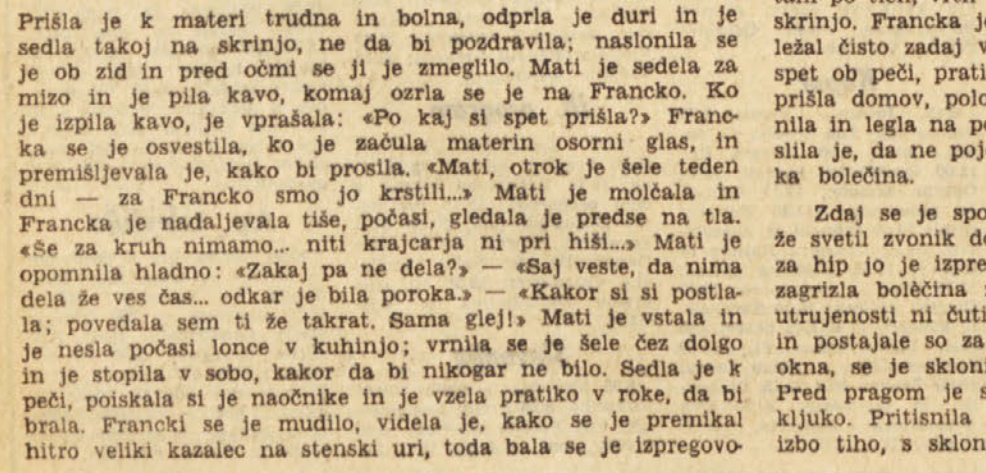 Prišla je k materi trudna in bolna, odprla je duri in je
sedla takoj na skrinjo, ne da bi pozdravila; naslonila se
je ob zid in pred očmi se ji je zmeglilo. Mati je sedela za
mizo in je pila kavo, komaj ozrla se je na Francko. Ko
je izpila kavo, je vprašala: «Po kaj si spet prišla?» Franc-
ka se je osvestila, ko je začula materin osorni glas, in
premišljevala je, kako bi prosila. «Mati, otrok je šele teden
dni — za Francko smo jo krstili...» Mati je molčala in
Francka je nadaljevala tiše, počasi, gledala je predse na tla.
«Še za kruh nimamo... niti krajcarja ni pri hiši...» Mati je
opomnila hladno: «Zakaj pa ne dela?» — «Saj veste, da nima
dela že ves čas... odkar je bila poroka.» — «Kakor si si postla-
la; povedala sem ti že takrat. Sama glej!» Mati je vstala in
je nesla počasi lonce v kuhinjo; vrnila se je šele čez dolgo
in je stopila v sobo, kakor da bi nikogar ne bilo. Sedla je k
peči, poiskala si je naočnike in je vzela pratiko v roke, da bi
brala. Francki se je mudilo, videla je, kako se je premikal
hitro veliki kazalec na stenski uri, toda bala se je izpregovo-
skrinjo. Francka
ležal čisto zadaj
spet ob peči,
prišla domov,
nila in legla na
slila je, da ne
ka bolečina.
Zdaj se je
že svetil zvonik
za hip jo je
zagrizla bolèčina
utrujenosti ni
in postajale so
okna, se je
Pred pragom je
kljuko. Pritisnila
izbo tiho, s